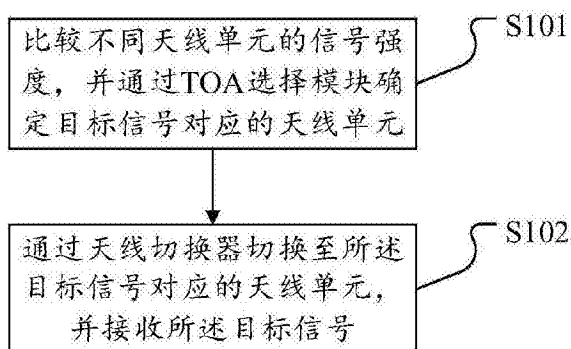 比较不同天线单元的信号强
度，并通过TOA选择模块确
定目标信号对应的天线单元
S101
通过天线切换器切换至所述
目标信号对应的天线单元，
并接收所述目标信号
S102